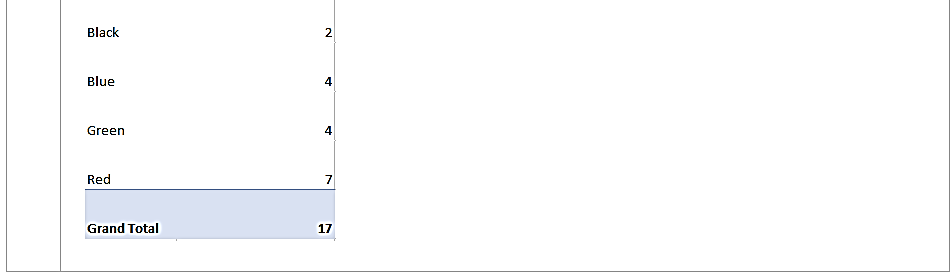 Black 2
Blue 4
Green 4
Red 7
Grand Total 17